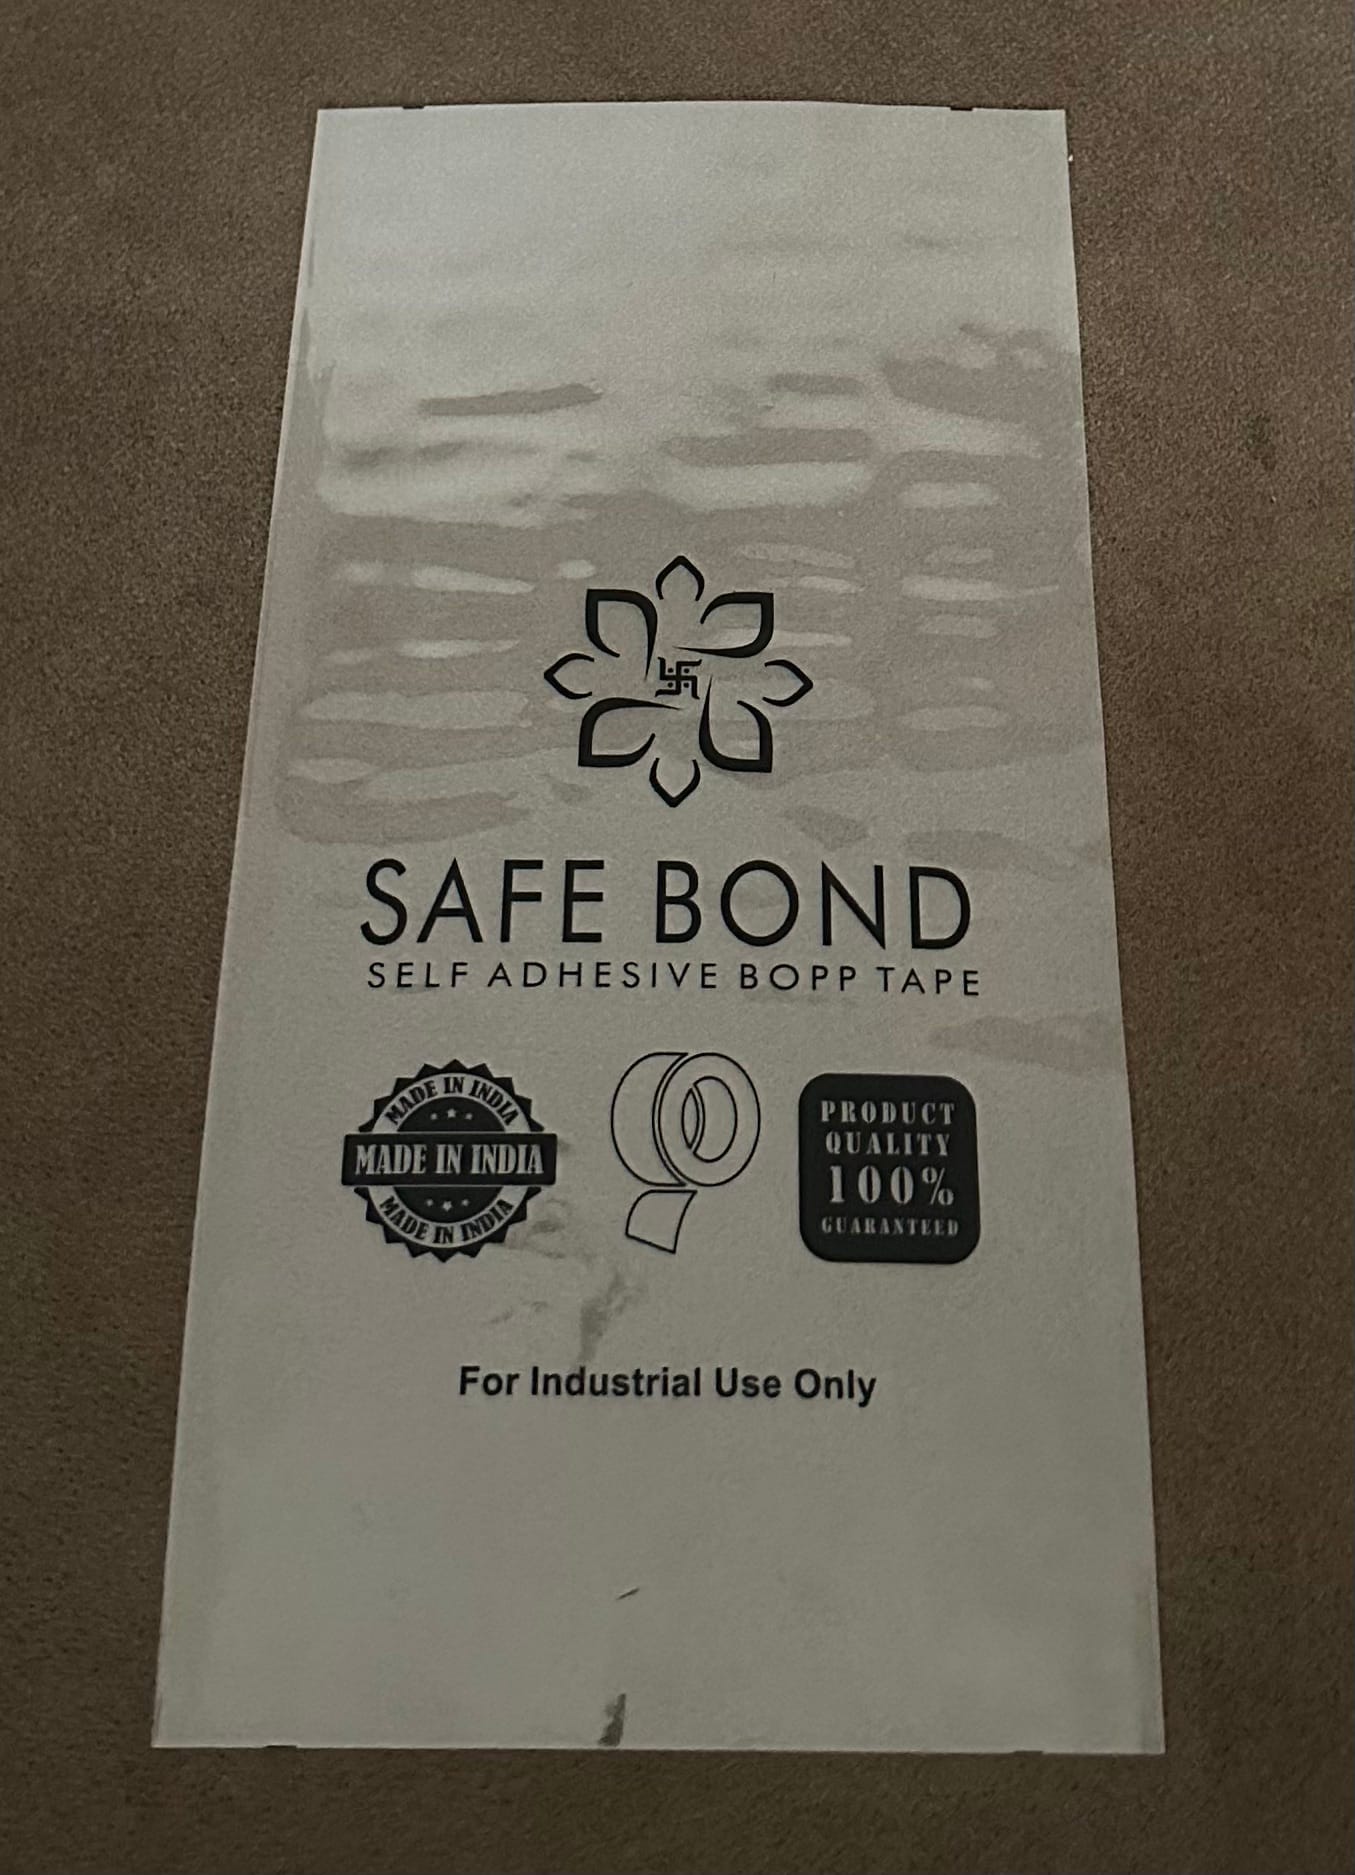 SAFE BOND
SELF ADHESIVE BOPP TAPE
MADE IN INDIA
MADE IN INDIA
MADE IN INDIA
PRODUCT
QUALITY
100%
GUARANTEED
For Industrial Use Only